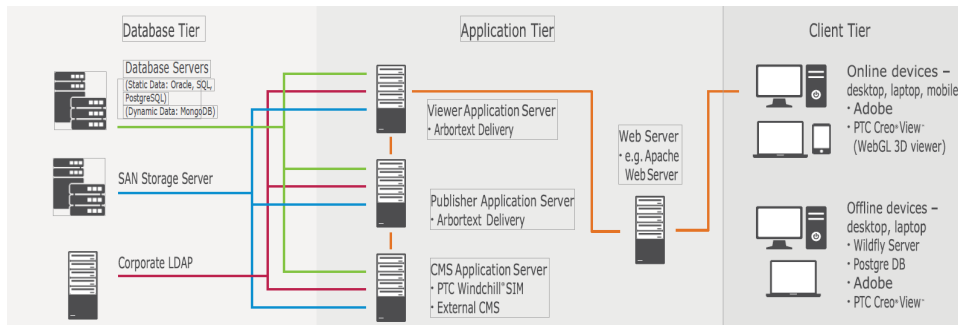 Database Tier
Application Tier
Client Tier
Database Servers
(Static Data: Oracle, SQL,
PostgreSQL)
(Dynamic Data: MongoDB)
SAN Storage Server
Corporate LDAP
Viewer Application Server
• Arbortext Delivery
Publisher Application Server
• Arbortext Delivery
CMS Application Server
• PTC Windchill® SIM
• External CMS
Web Server
• e.g. Apache
Web Server
Online devices –
desktop, laptop, mobile
• Adobe
• PTC Creo® View™
(WebGL 3D viewer)
Offline devices –
desktop, laptop
• Wildfly Server
• Postgre DB
• Adobe
• PTC Creo® View™